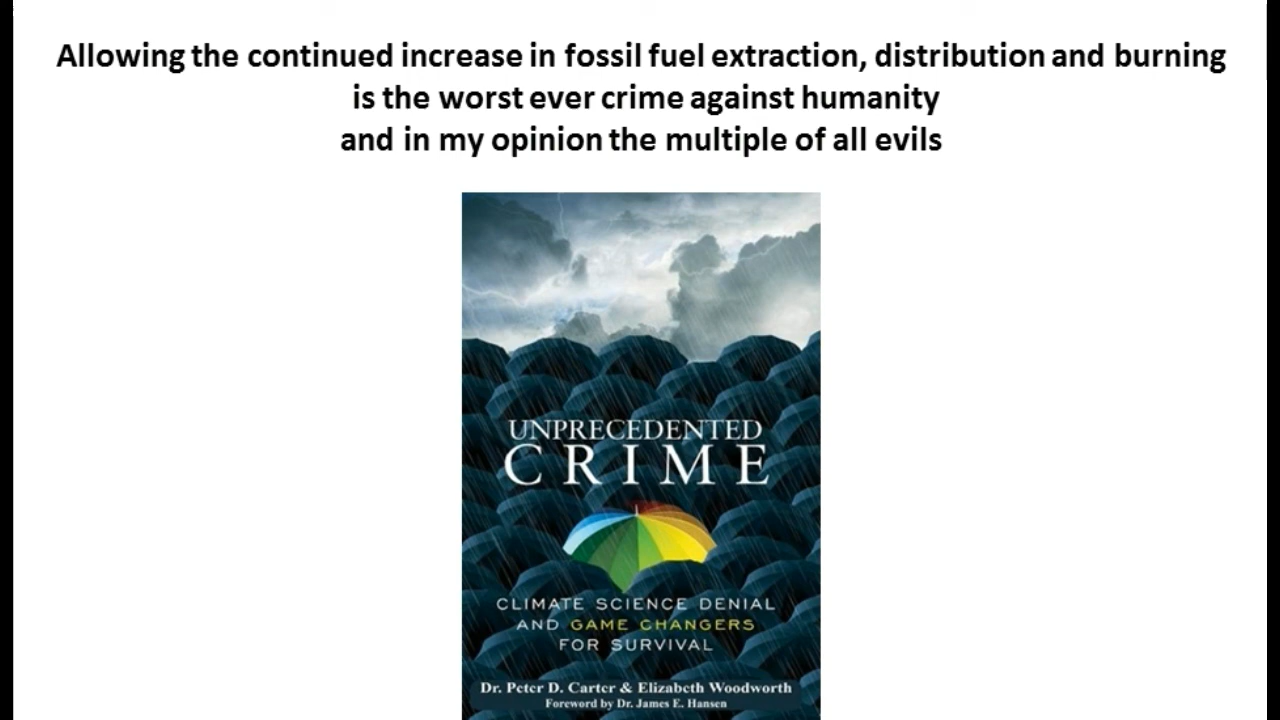 Allowing the continued increase in fossil fuel extraction, distribution and burning
is the worst ever crime against humanity
and in my opinion the multiple of all evils
UNPRECEDENTED
CRIME
CLIMATE SCIENCE DENIAL
AND GAME CHANGERS
FOR SURVIVAL
Dr. Peter D. Carter & Elizabeth Woodworth
Foreword by Dr. James E. Hansen